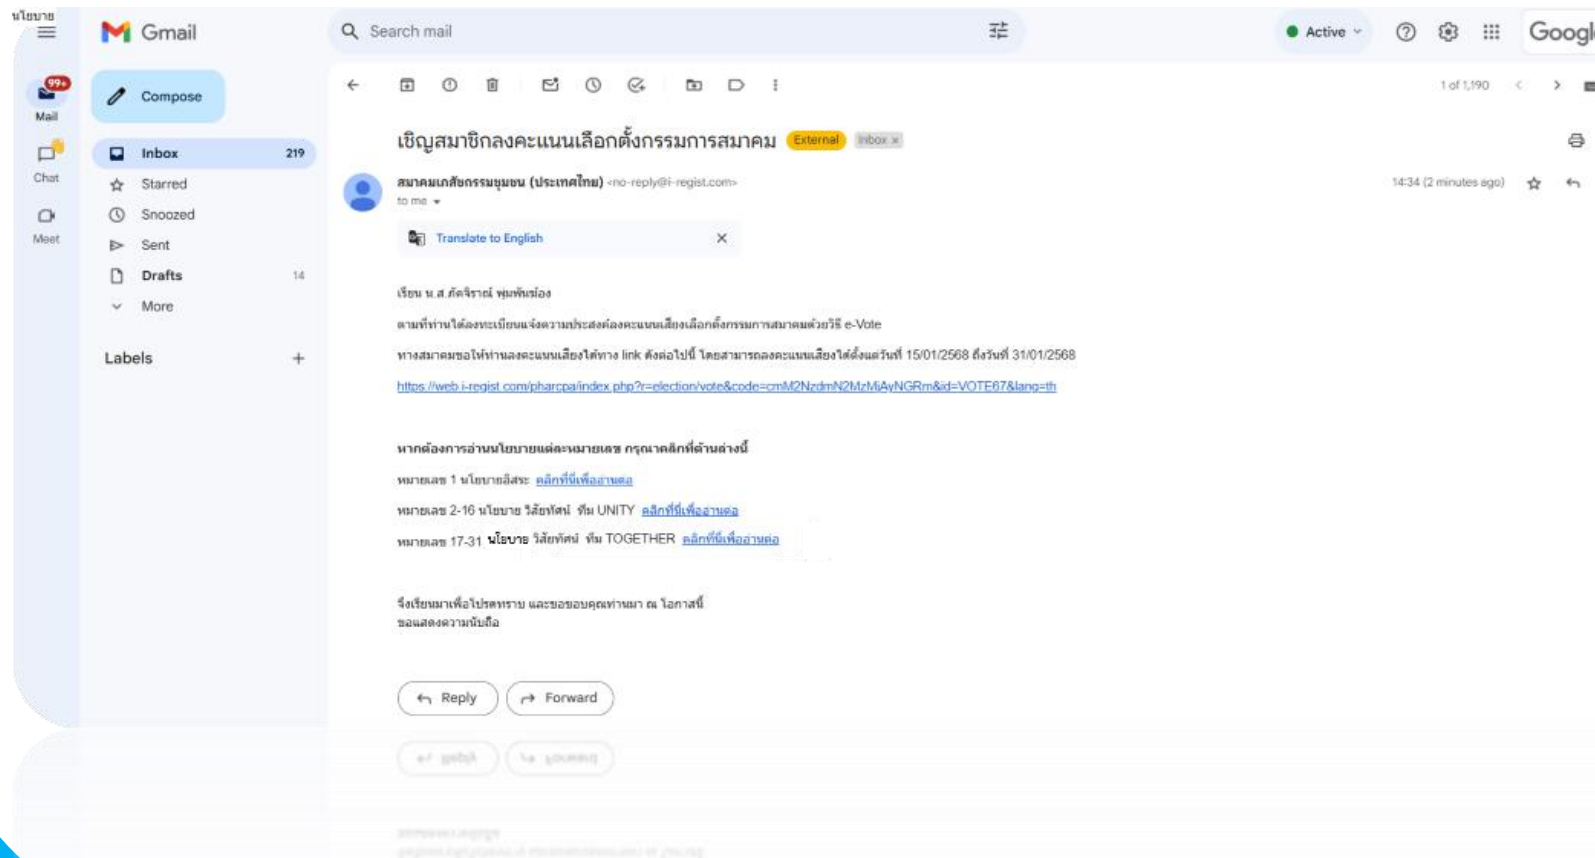 นโยบาย
Gmail
Search mail
Active
Google
99+
Mail
Compose
1 of 1,190
Inbox 219
Chat
Starred
Snoozed
Meet
Sent
Drafts 14
More
Labels
เชิญสมาชิกลงคะแนนเลือกตั้งกรรมการสมาคม External Inbox x
สมาคมเภสัชกรรมชุมชน (ประเทศไทย) <no-reply@i-regist.com>
14:34 (2 minutes ago)
to me
Translate to English
เรียน น.ส.ภัคจิราณ์ พุ่มพันฆ้อง
ตามที่ท่านได้ลงทะเบียนแจ้งความประสงค์ลงคะแนนเสียงเลือกตั้งกรรมการสมาคมด้วยวิธี e-Vote
ทางสมาคมขอให้ท่านลงคะแนนเสียงได้ทาง link ดังต่อไปนี้ โดยสามารถลงคะแนนเสียงได้ตั้งแต่วันที่ 15/01/2568 ถึงวันที่ 31/01/2568
https://web.i-regist.com/pharcpa/index.php?r=election/vote&code=cmM2NzdmN2MzMjAyNGRm&id=VOTE67&lang=th
หากต้องการอ่านนโยบายแต่ละหมายเลข กรุณาคลิกที่ด้านล่างนี้
หมายเลข 1 นโยบายอิสระ คลิกที่นี่เพื่ออ่านต่อ
หมายเลข 2-16 นโยบาย วิสัยทัศน์ ทีม UNITY คลิกที่นี่เพื่ออ่านต่อ
หมายเลข 17-31 นโยบาย วิสัยทัศน์ ทีม TOGETHER คลิกที่นี่เพื่ออ่านต่อ
จึงเรียนมาเพื่อโปรดทราบ และขอขอบคุณท่านมา ณ โอกาสนี้
ขอแสดงความนับถือ
Reply
Forward